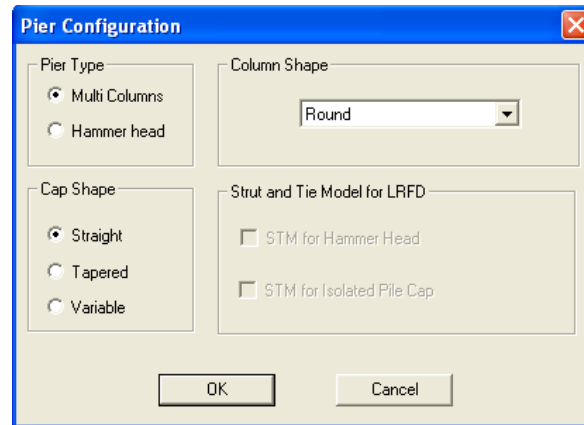 Pier Configuration
Pier Type
Multi Columns
Hammer head
Column Shape
Round
Cap Shape
Straight
Tapered
Variable
Strut and Tie Model for LRFD
STM for Hammer Head
STM for Isolated Pile Cap
OK
Cancel